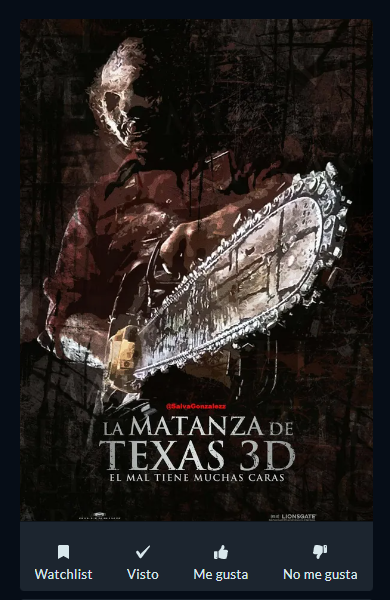 @SalvaGonzalezz
LA MATANZA DE
TEXAS 3D
EL MAL TIENE MUCHAS CARAS
LIONSGATE
Watchlist
Visto
Me gusta
No me gusta